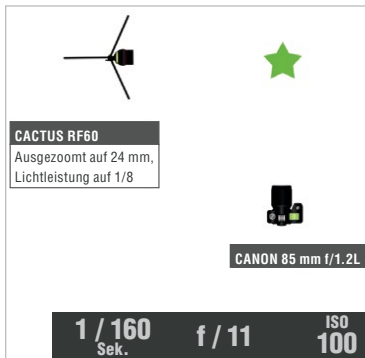 CACTUS RF60
Ausgezoomt auf 24 mm,
Lichtleistung auf 1/8
CANON 85 mm f/1.2L
1 / 160
Sek.
f / 11
ISO
100